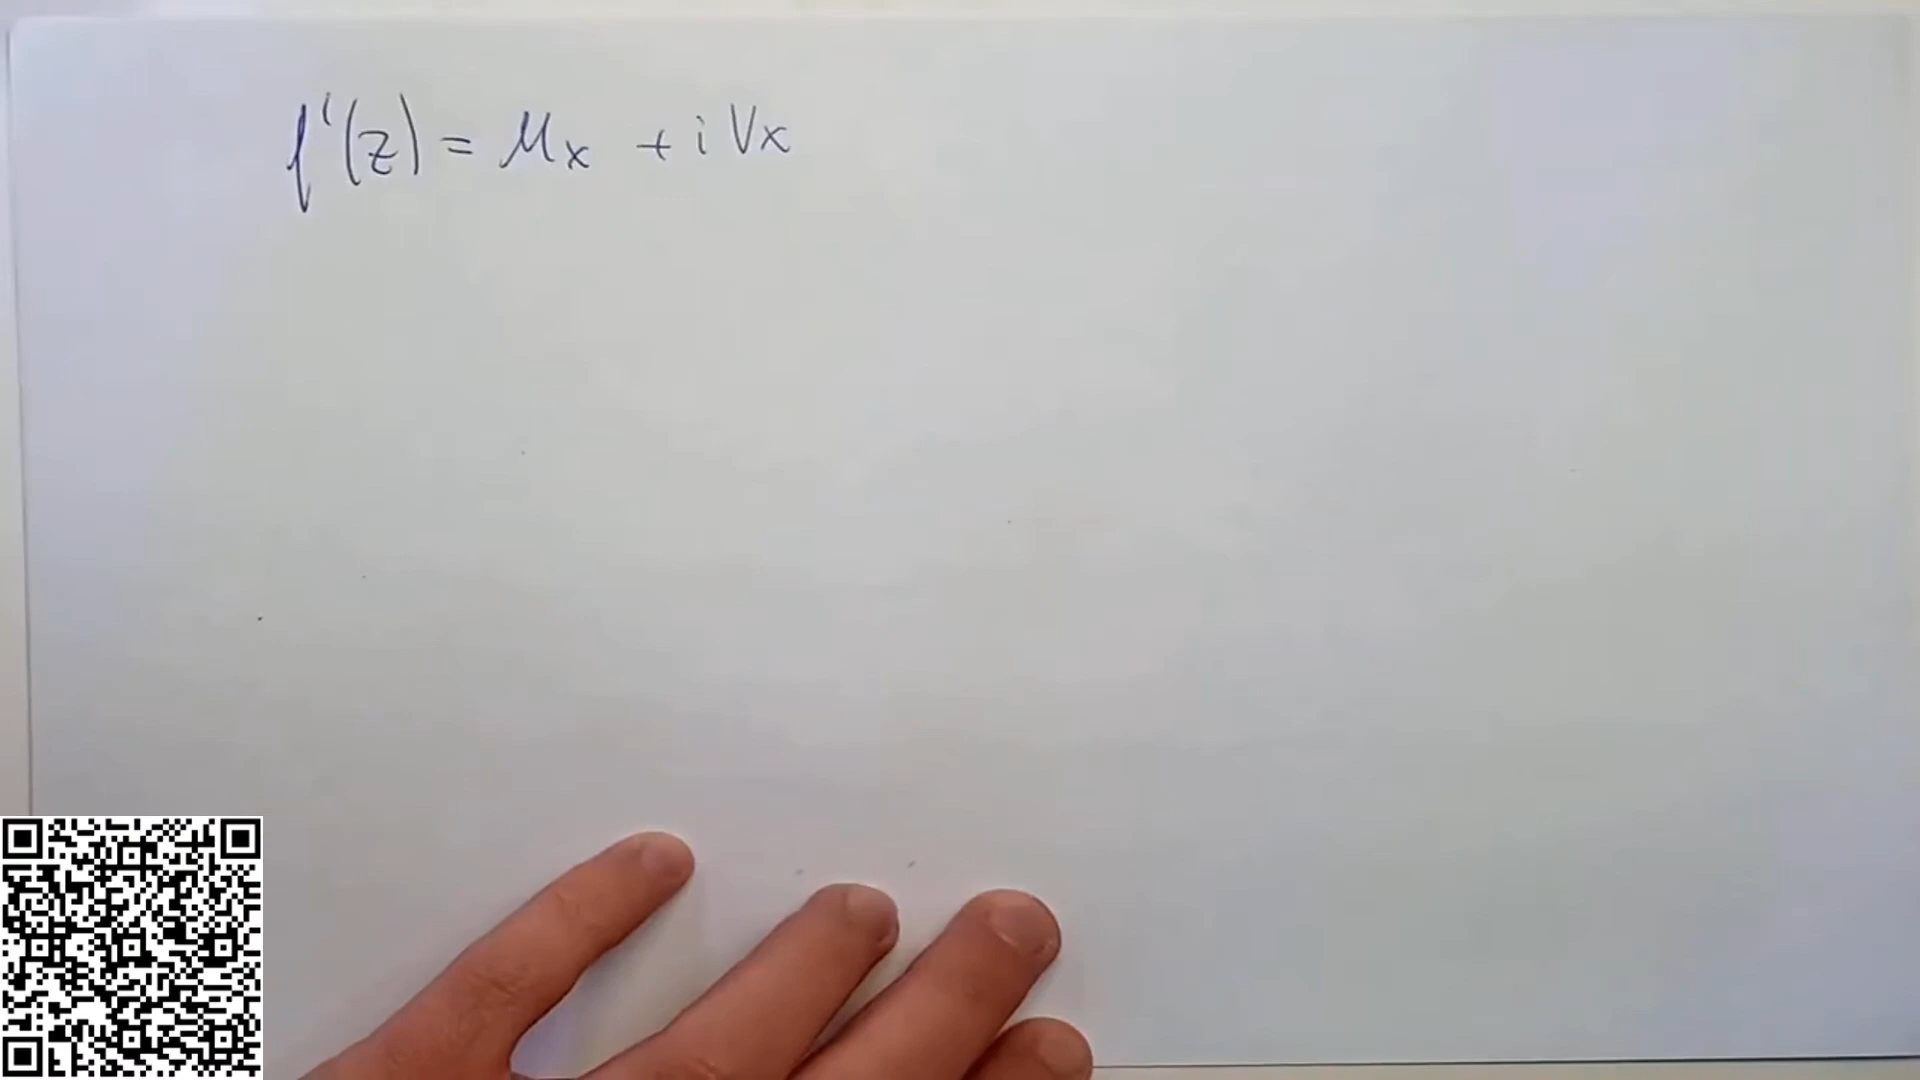 f'(z) = Ux + i Vx